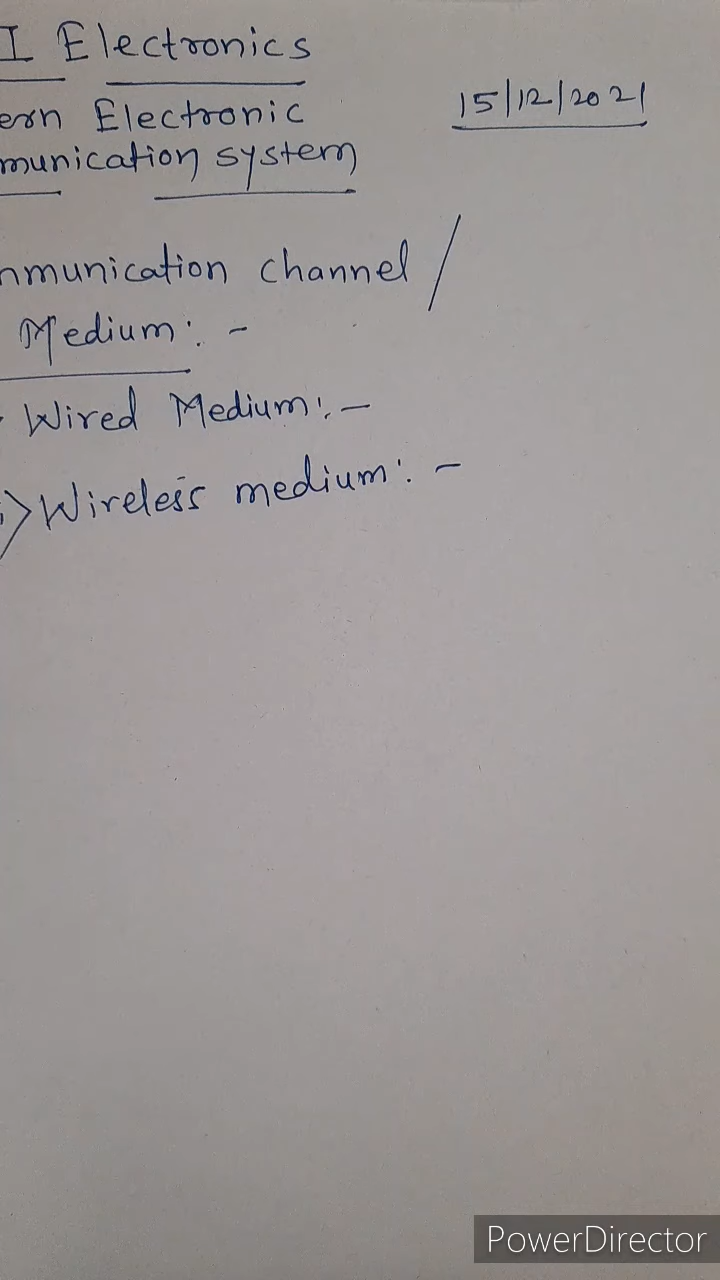 I Electronics
ern Electronic
15/12/2021
munication system
nmunication channel /
Medium: -
Wired Medium: -
i) Wireless medium: -
PowerDirector